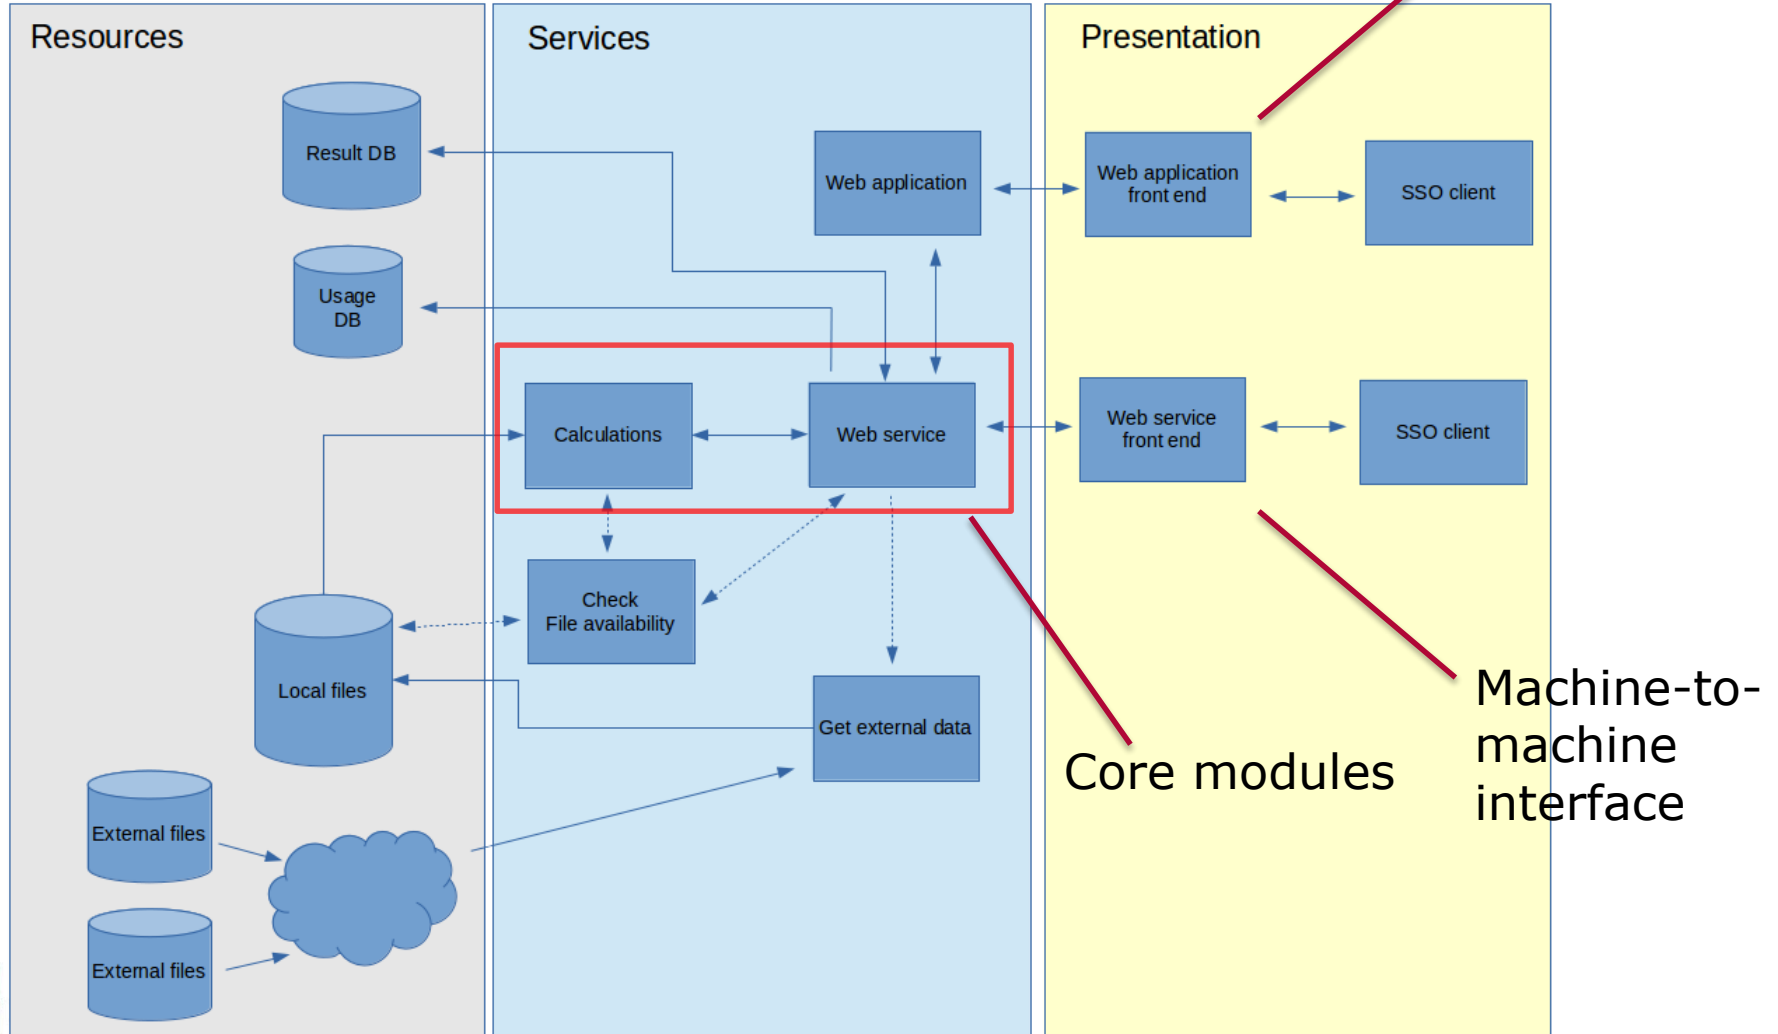 Resources
Services
Presentation
Result DB
Web application
Web application
front end
SSO client
Usage
DB
Calculations
Web service
Web service
front end
SSO client
Check
File availability
Local files
Get external data
Machine-to-
machine
interface
Core modules
External files
External files